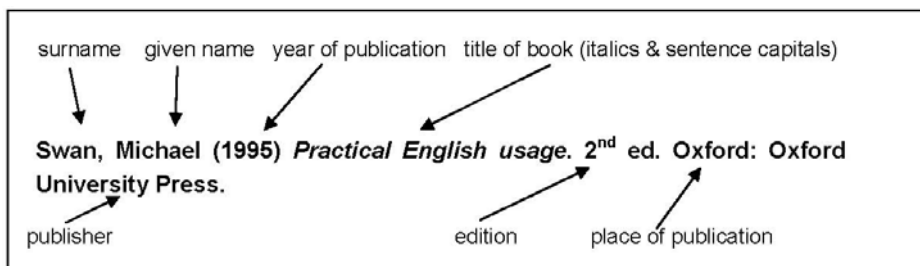 surname given name year of publication title of book (italics & sentence capitals)
Swan, Michael (1995) Practical English usage. 2nd ed. Oxford: Oxford
University Press.
publisher edition place of publication